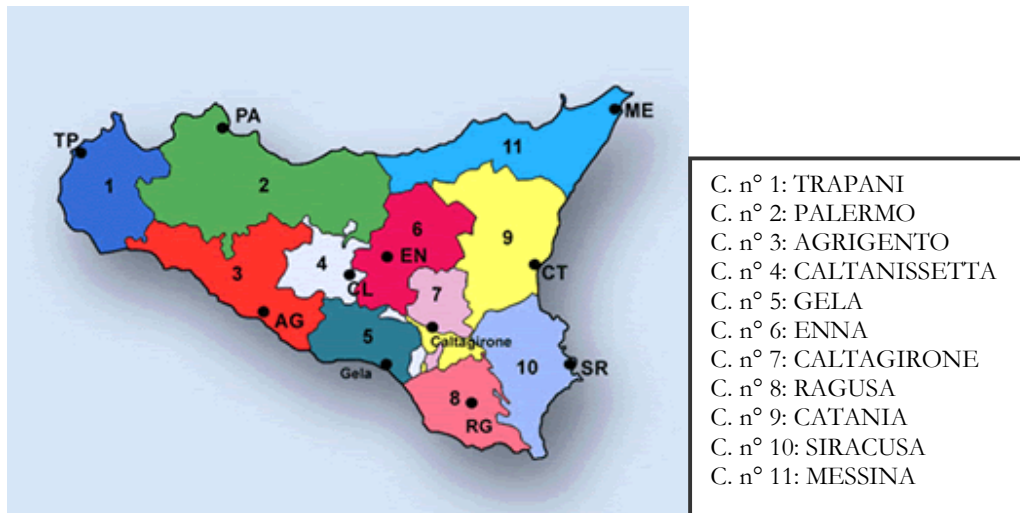 ME
PA
TP
11
1
2
6
9
EN
4
3
CT
CL
7
AG
5
Caltagirone
10
SR
Gela
8
RG
C. n° 1: TRAPANI
C. n° 2: PALERMO
C. n° 3: AGRIGENTO
C. n° 4: CALTANISSETTA
C. n° 5: GELA
C. n° 6: ENNA
C. n° 7: CALTAGIRONE
C. n° 8: RAGUSA
C. n° 9: CATANIA
C. n° 10: SIRACUSA
C. n° 11: MESSINA